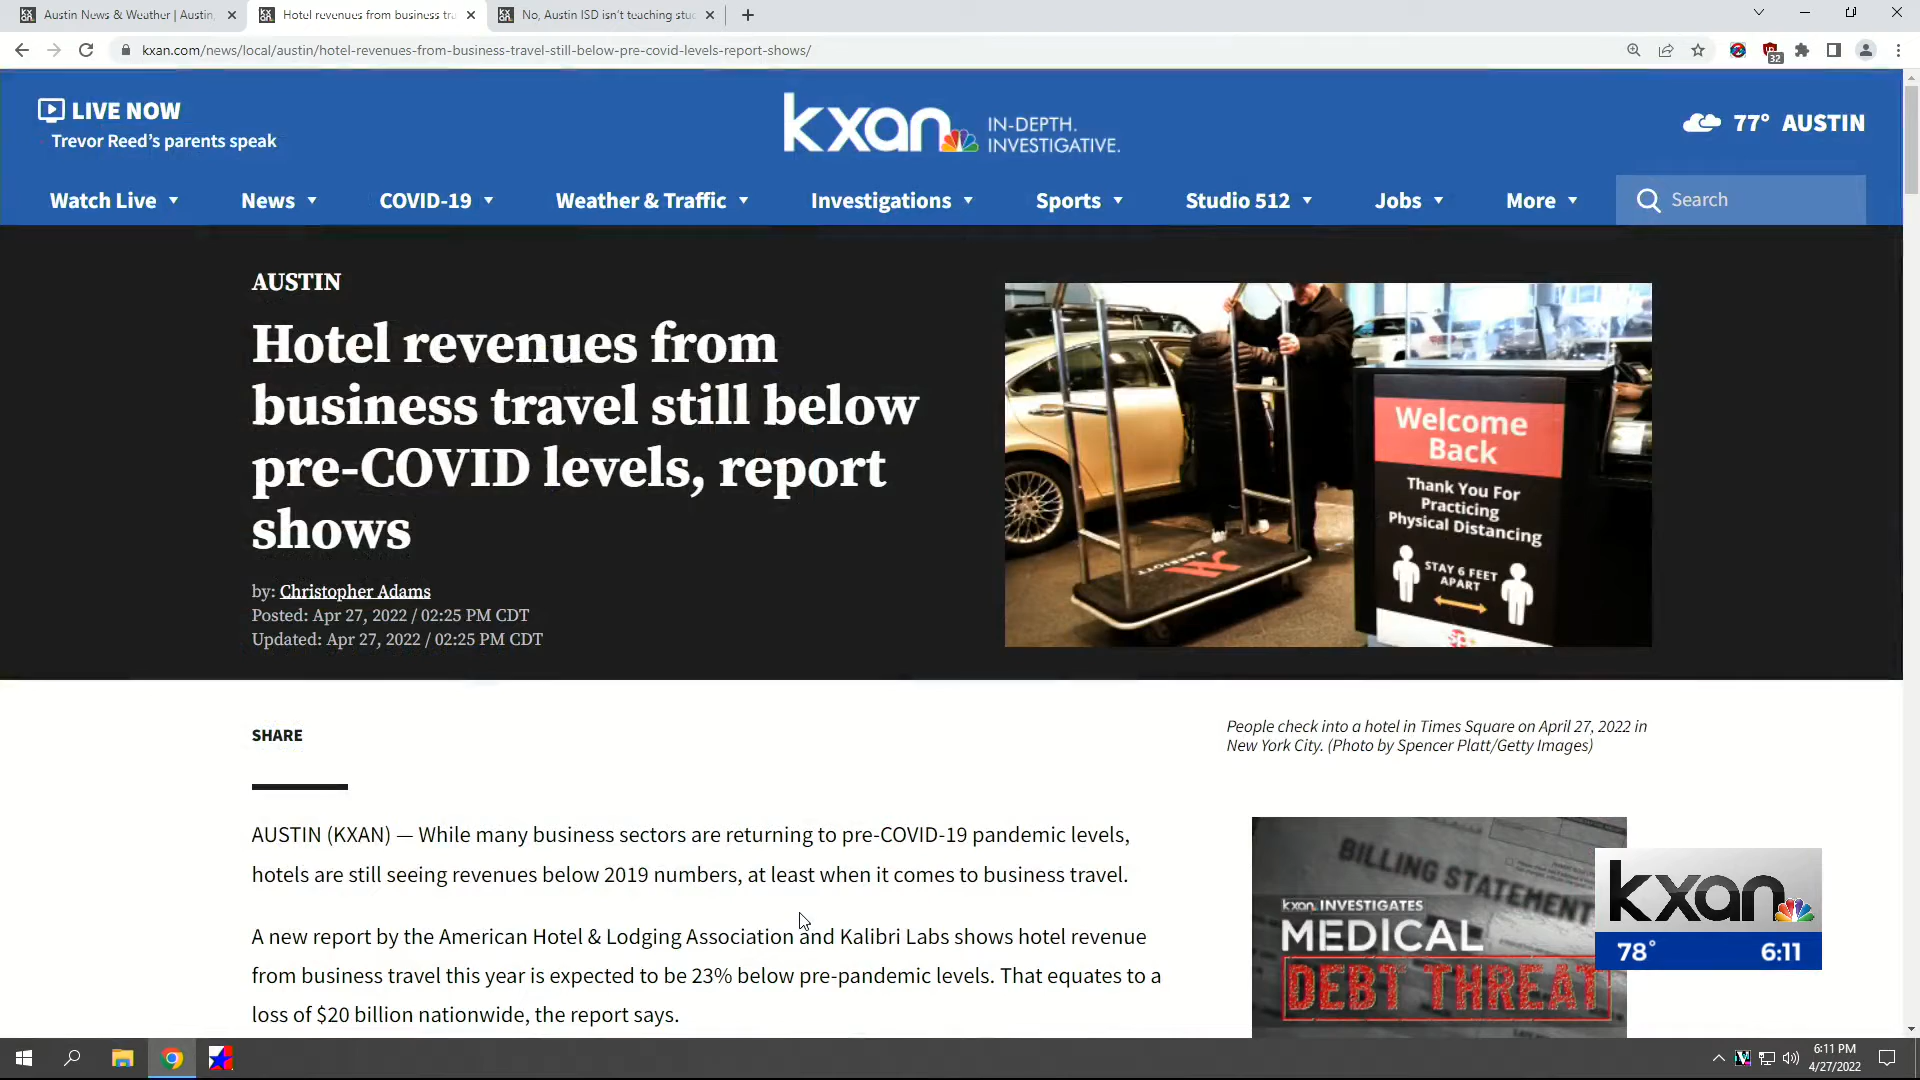 Austin News & Weather | Austin,
Hotel revenues from business tra
No, Austin ISD isn't teaching stud
kxan.com/news/local/austin/hotel-revenues-from-business-travel-still-below-pre-covid-levels-report-shows/
32
LIVE NOW
Trevor Reed's parents speak
kxan
IN-DEPTH.
INVESTIGATIVE.
77° AUSTIN
Watch Live
News
COVID-19
Weather & Traffic
Investigations
Sports
Studio 512
Jobs
More
Search
AUSTIN
Hotel revenues from
business travel still below
pre-COVID levels, report
shows
by: Christopher Adams
Posted: Apr 27, 2022 / 02:25 PM CDT
Updated: Apr 27, 2022 / 02:25 PM CDT
MARRIOTT
Welcome
Back
Thank You For
Practicing
Physical Distancing
STAY 6 FEET
APART
sp+
SHARE
People check into a hotel in Times Square on April 27, 2022 in
New York City. (Photo by Spencer Platt/Getty Images)
AUSTIN (KXAN) — While many business sectors are returning to pre-COVID-19 pandemic levels,
hotels are still seeing revenues below 2019 numbers, at least when it comes to business travel.
A new report by the American Hotel & Lodging Association and Kalibri Labs shows hotel revenue
from business travel this year is expected to be 23% below pre-pandemic levels. That equates to a
loss of $20 billion nationwide, the report says.
BILLING STATEMENT
kxan INVESTIGATES
MEDICAL
DEBT THREAT
kxan
78° 6:11
6:11 PM
4/27/2022